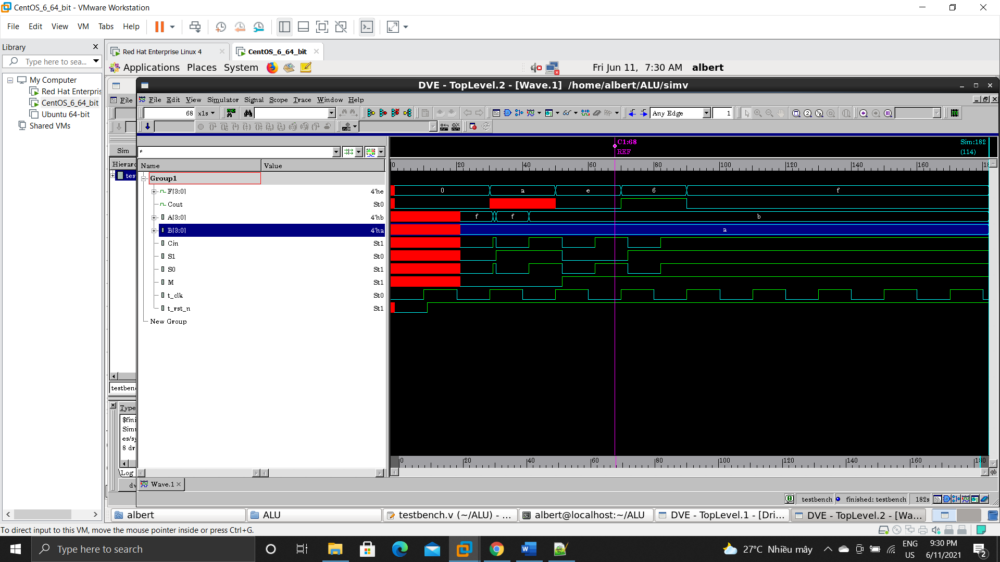 CentOS_6_64_bit - VMware Workstation
File Edit View VM Tabs Help
Library
Type here to sea...
My Computer
Red Hat Enterpris
CentOS_6_64_bit
Ubuntu 64-bit
Shared VMs
Red Hat Enterprise Linux 4
CentOS_6_64_bit
Applications Places System
Fri Jun 11, 7:30 AM albert
DVE - TopLevel.2 - [Wave.1] /home/albert/ALU/simv
File
File Edit View Simulator Signal Scope Trace Window Help
68 x1s
Any Edge 1
Sim
*
C1:68
REF
Sim:182
(114)
Hierarc
Name Value
0 20 40 60 80 100 120 140 160
tes
Group1
F[3:0] 4'he 0 a e 6 f
Cout St0
A[3:0] 4'hb f f b
B[3:0] 4'ha a
Cin St1
S1 St0
S0 St1
M St1
t_clk St0
t_rst_n St1
New Group
testbenc
Type
$fini
Simu
es/sy
8 dr
Log
0 20 40 60 80 100 120 140 160 180
dv
Wave.1
testbench finished: testbench 182s
albert ALU testbench.v (~/ALU) - ... albert@localhost:~/ALU DVE - TopLevel.1 - [Dri... DVE - TopLevel.2 - [Wa...
To direct input to this VM, move the mouse pointer inside or press Ctrl+G.
Type here to search
27°C Nhiều mây
ENG
US
9:30 PM
6/11/2021
2